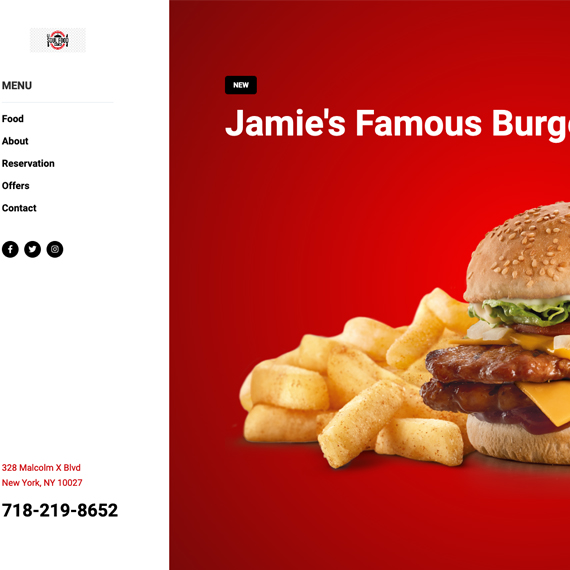 MENU
Food
About
Reservation
Offers
Contact
328 Malcolm X Blvd
New York, NY 10027
718-219-8652
NEW
Jamie's Famous Burg